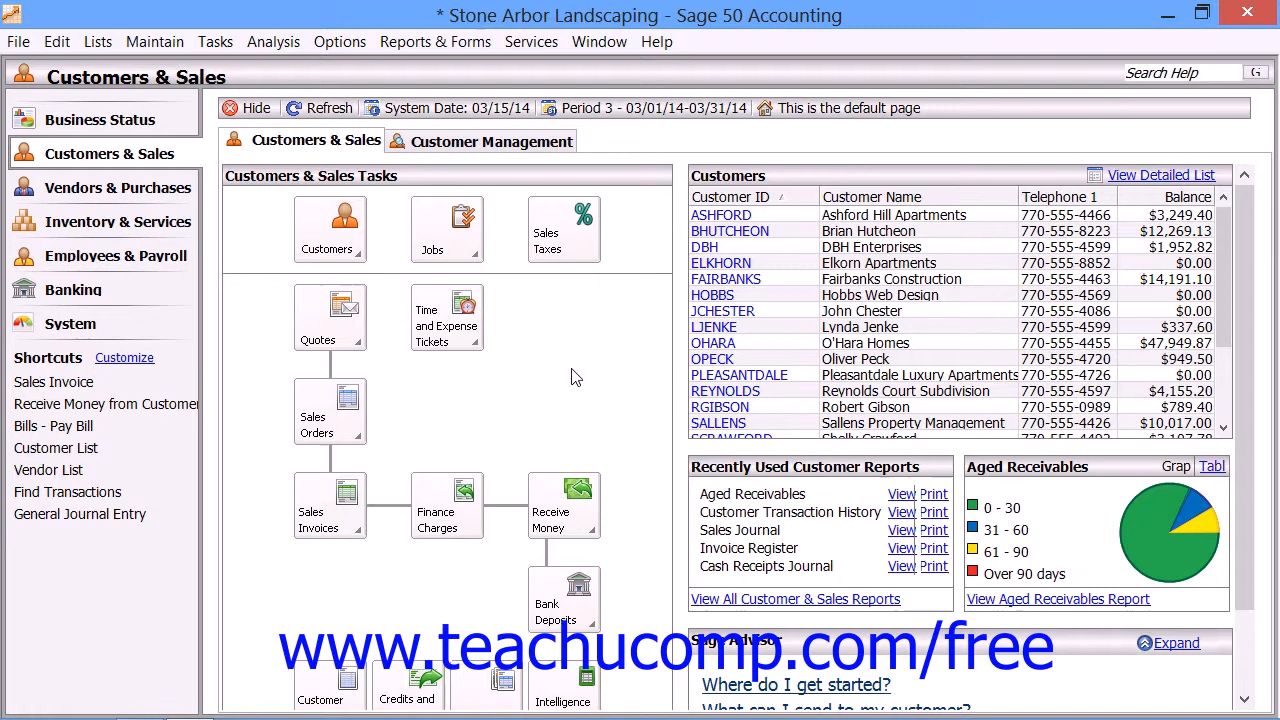 * Stone Arbor Landscaping - Sage 50 Accounting
File Edit Lists Maintain Tasks Analysis Options Reports & Forms Services Window Help
Customers & Sales
Search Help
Business Status
Customers & Sales
Vendors & Purchases
Inventory & Services
Employees & Payroll
Banking
System
Shortcuts Customize
Sales Invoice
Receive Money from Customer
Bills - Pay Bill
Customer List
Vendor List
Find Transactions
General Journal Entry
Hide Refresh System Date: 03/15/14 Period 3 - 03/01/14-03/31/14 This is the default page
Customers & Sales Customer Management
Customers & Sales Tasks
Customers
Jobs
Sales
Taxes
Quotes
Time
and Expense
Tickets
Sales
Orders
Sales
Invoices
Finance
Charges
Receive
Money
Bank
Deposits
Customer
Credits and
Intelligence
Customers View Detailed List
Customer ID Customer Name Telephone 1 Balance
ASHFORD Ashford Hill Apartments 770-555-4466 $3,249.40
BHUTCHEON Brian Hutcheon 770-555-8223 $12,269.13
DBH DBH Enterprises 770-555-4599 $1,952.82
ELKHORN Elkorn Apartments 770-555-8852 $0.00
FAIRBANKS Fairbanks Construction 770-555-4463 $14,191.10
HOBBS Hobbs Web Design 770-555-4569 $0.00
JCHESTER John Chester 770-555-4086 $0.00
LJENKE Lynda Jenke 770-555-4599 $337.60
OHARA O'Hara Homes 770-555-4455 $47,949.87
OPECK Oliver Peck 770-555-4720 $949.50
PLEASANTDALE Pleasantdale Luxury Apartments 770-555-4726 $0.00
REYNOLDS Reynolds Court Subdivision 770-555-4597 $4,155.20
RGIBSON Robert Gibson 770-555-0989 $789.40
SALLENS Sallens Property Management 770-555-4426 $10,017.00
SCRAWFORD Shelly Crawford
Recently Used Customer Reports
Aged Receivables View Print
Customer Transaction History View Print
Sales Journal View Print
Invoice Register View Print
Cash Receipts Journal View Print
View All Customer & Sales Reports
Aged Receivables Grap Tabl
0 - 30
31 - 60
61 - 90
Over 90 days
View Aged Receivables Report
Sage Advisor Expand
Where do I get started?
What can I send to my customer?
www.teachucomp.com/free